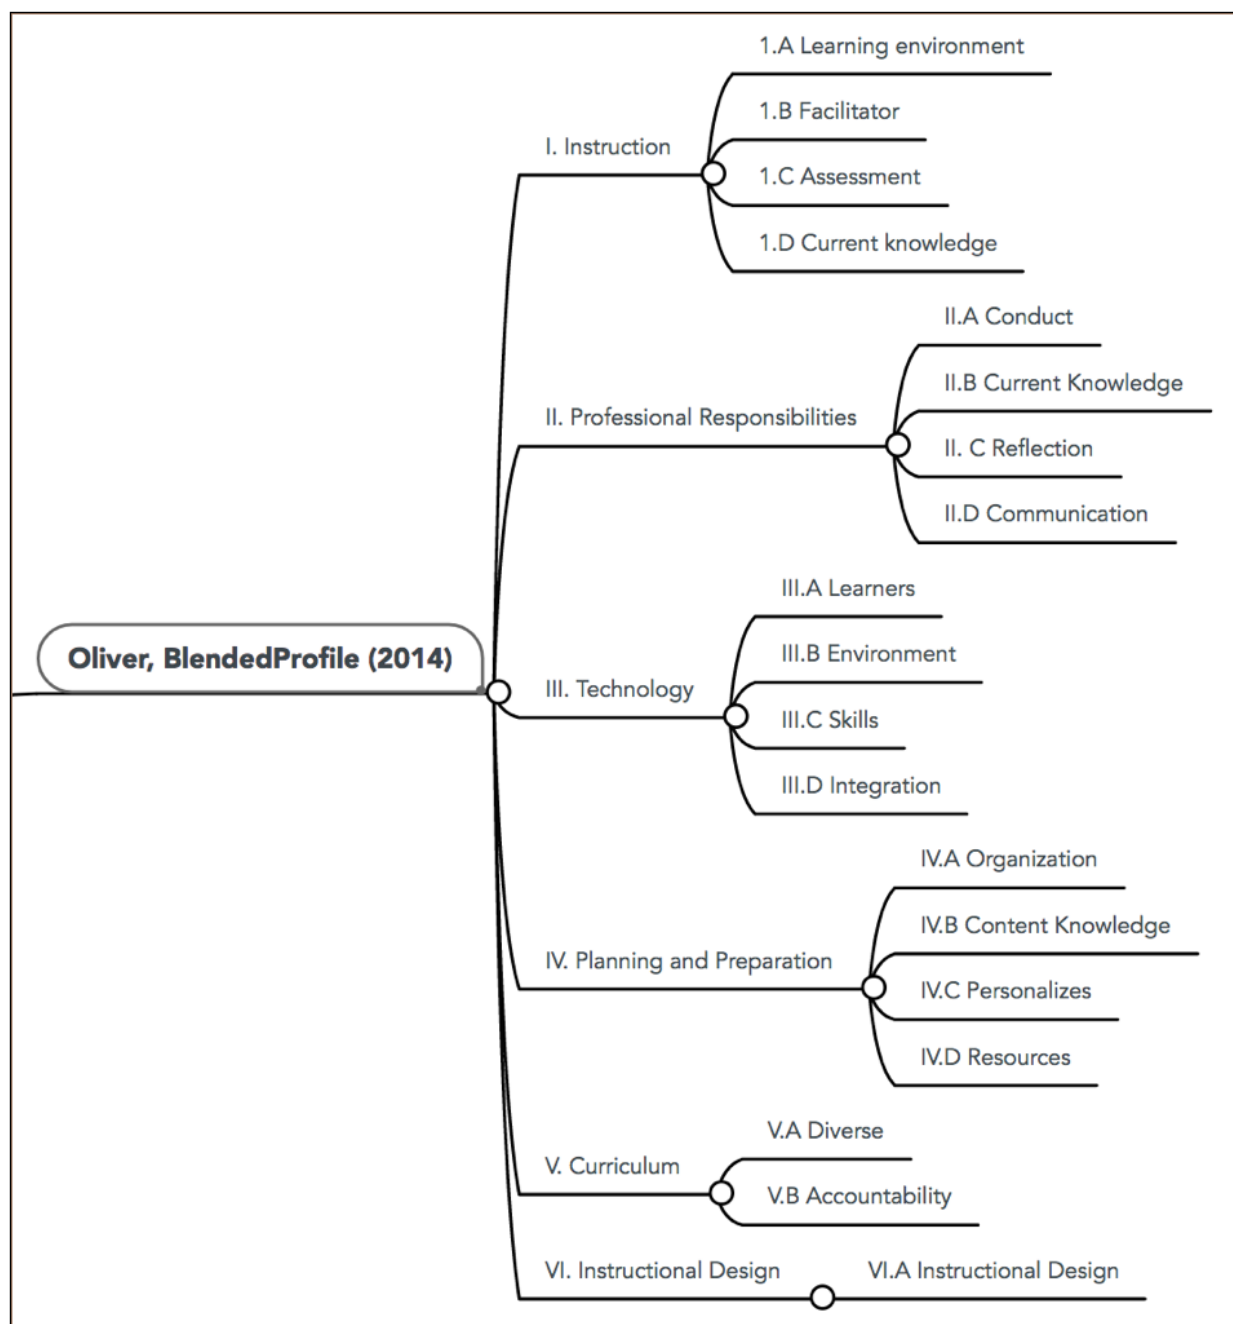 Oliver, BlendedProfile (2014)
I. Instruction
1.A Learning environment
1.B Facilitator
1.C Assessment
1.D Current knowledge
II. Professional Responsibilities
II.A Conduct
II.B Current Knowledge
II. C Reflection
II.D Communication
III. Technology
III.A Learners
III.B Environment
III.C Skills
III.D Integration
IV. Planning and Preparation
IV.A Organization
IV.B Content Knowledge
IV.C Personalizes
IV.D Resources
V. Curriculum
V.A Diverse
V.B Accountability
VI. Instructional Design
VI.A Instructional Design